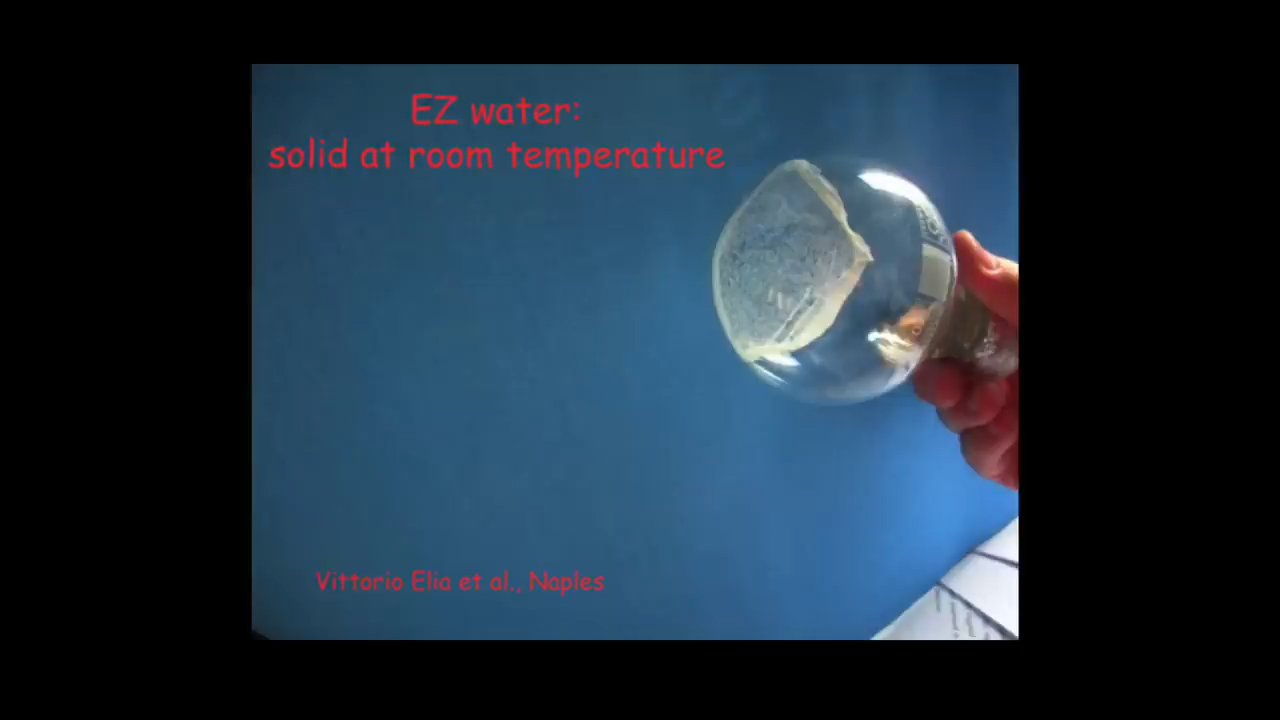 EZ water:
solid at room temperature
Vittorio Elia et al., Naples